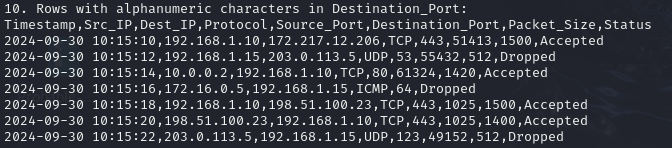 10. Rows with alphanumeric characters in Destination_Port:
Timestamp,Src_IP,Dest_IP,Protocol,Source_Port,Destination_Port,Packet_Size,Status
2024-09-30 10:15:10,192.168.1.10,172.217.12.206,TCP,443,51413,1500,Accepted
2024-09-30 10:15:12,192.168.1.15,203.0.113.5,UDP,53,55432,512,Dropped
2024-09-30 10:15:14,10.0.0.2,192.168.1.10,TCP,80,61324,1420,Accepted
2024-09-30 10:15:16,172.16.0.5,192.168.1.15,ICMP,64,Dropped
2024-09-30 10:15:18,192.168.1.10,198.51.100.23,TCP,443,1025,1500,Accepted
2024-09-30 10:15:20,198.51.100.23,192.168.1.10,TCP,443,1025,1400,Accepted
2024-09-30 10:15:22,203.0.113.5,192.168.1.15,UDP,123,49152,512,Dropped